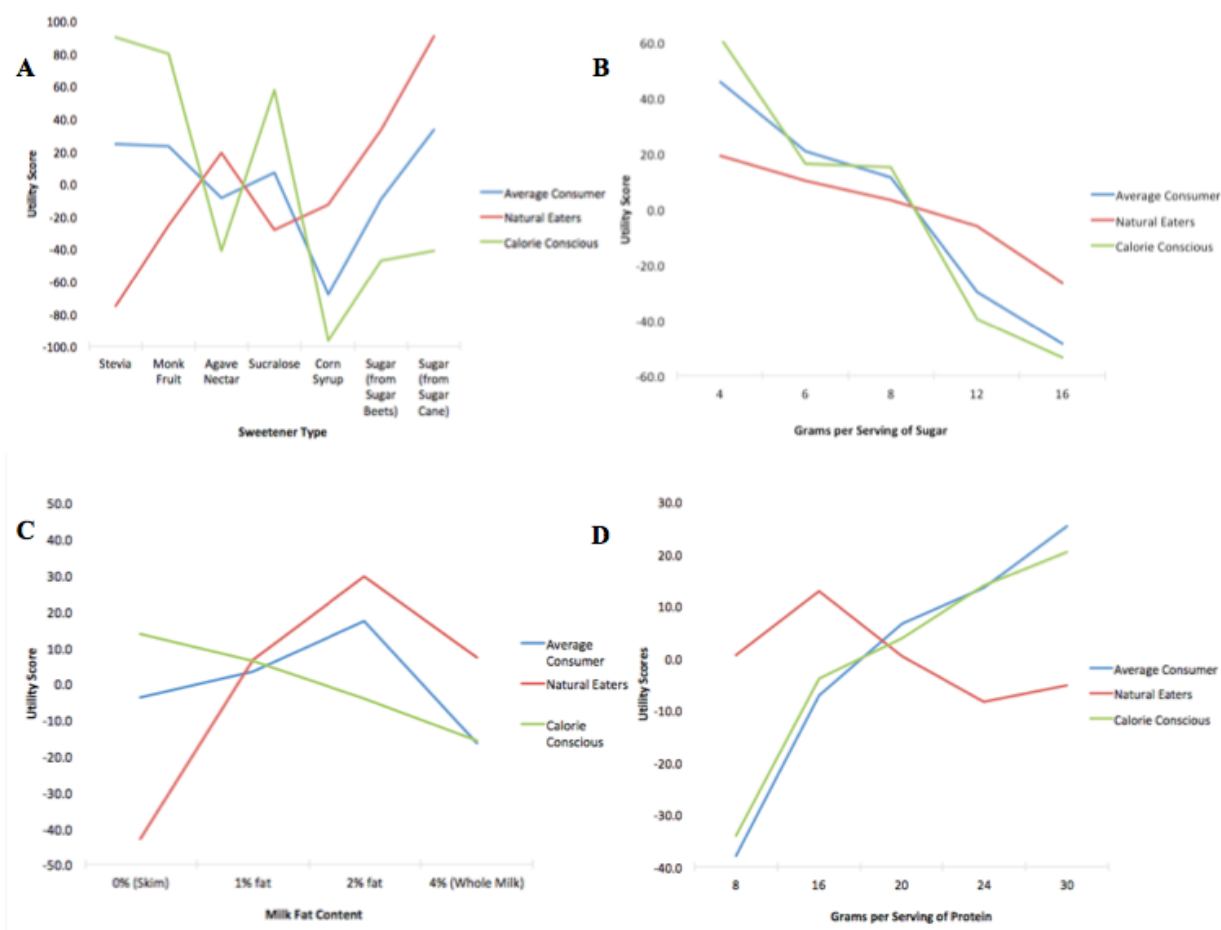 A
Utility Score
100.0
80.0
60.0
40.0
20.0
0.0
-20.0
-40.0
-60.0
-80.0
-100.0
Stevia
Monk
Fruit
Agave
Nectar
Sucralose
Corn
Syrup
Sugar
(from
Sugar
Beets)
Sugar
(from
Sugar
Cane)
Sweetener Type
Average Consumer
Natural Eaters
Calorie Conscious
B
Utility Score
60.0
40.0
20.0
0.0
-20.0
-40.0
-60.0
4
6
8
12
16
Grams per Serving of Sugar
Average Consumer
Natural Eaters
Calorie Conscious
C
Utility Score
50.0
40.0
30.0
20.0
10.0
0.0
-10.0
-20.0
-30.0
-40.0
-50.0
0% (Skim)
1% fat
2% fat
4% (Whole Milk)
Milk Fat Content
Average
Consumer
Natural Eaters
Calorie
Conscious
D
Utility Scores
30.0
20.0
10.0
0.0
-10.0
-20.0
-30.0
-40.0
8
16
20
24
30
Grams per Serving of Protein
Average Consumer
Natural Eaters
Calorie Conscious